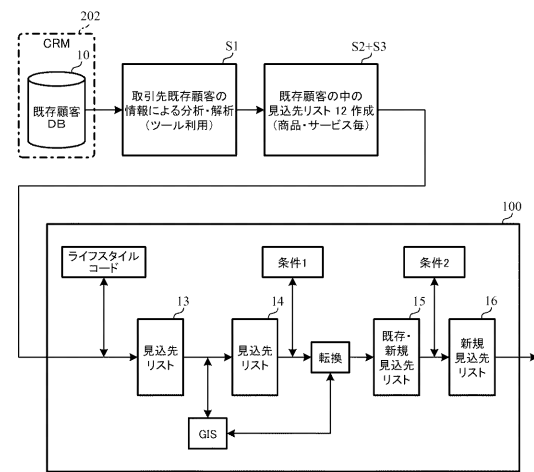 202
CRM
10
既存顧客
DB
S1
取引先既存顧客の
情報による分析・解析
(ツール利用)
S2+S3
既存顧客の中の
見込先リスト 12 作成
(商品・サービス毎)
100
ライフスタイル
コード
条件1
条件2
13
見込先
リスト
14
見込先
リスト
転換
15
既存・
新規
見込先
リスト
16
新規
見込先
リスト
GIS